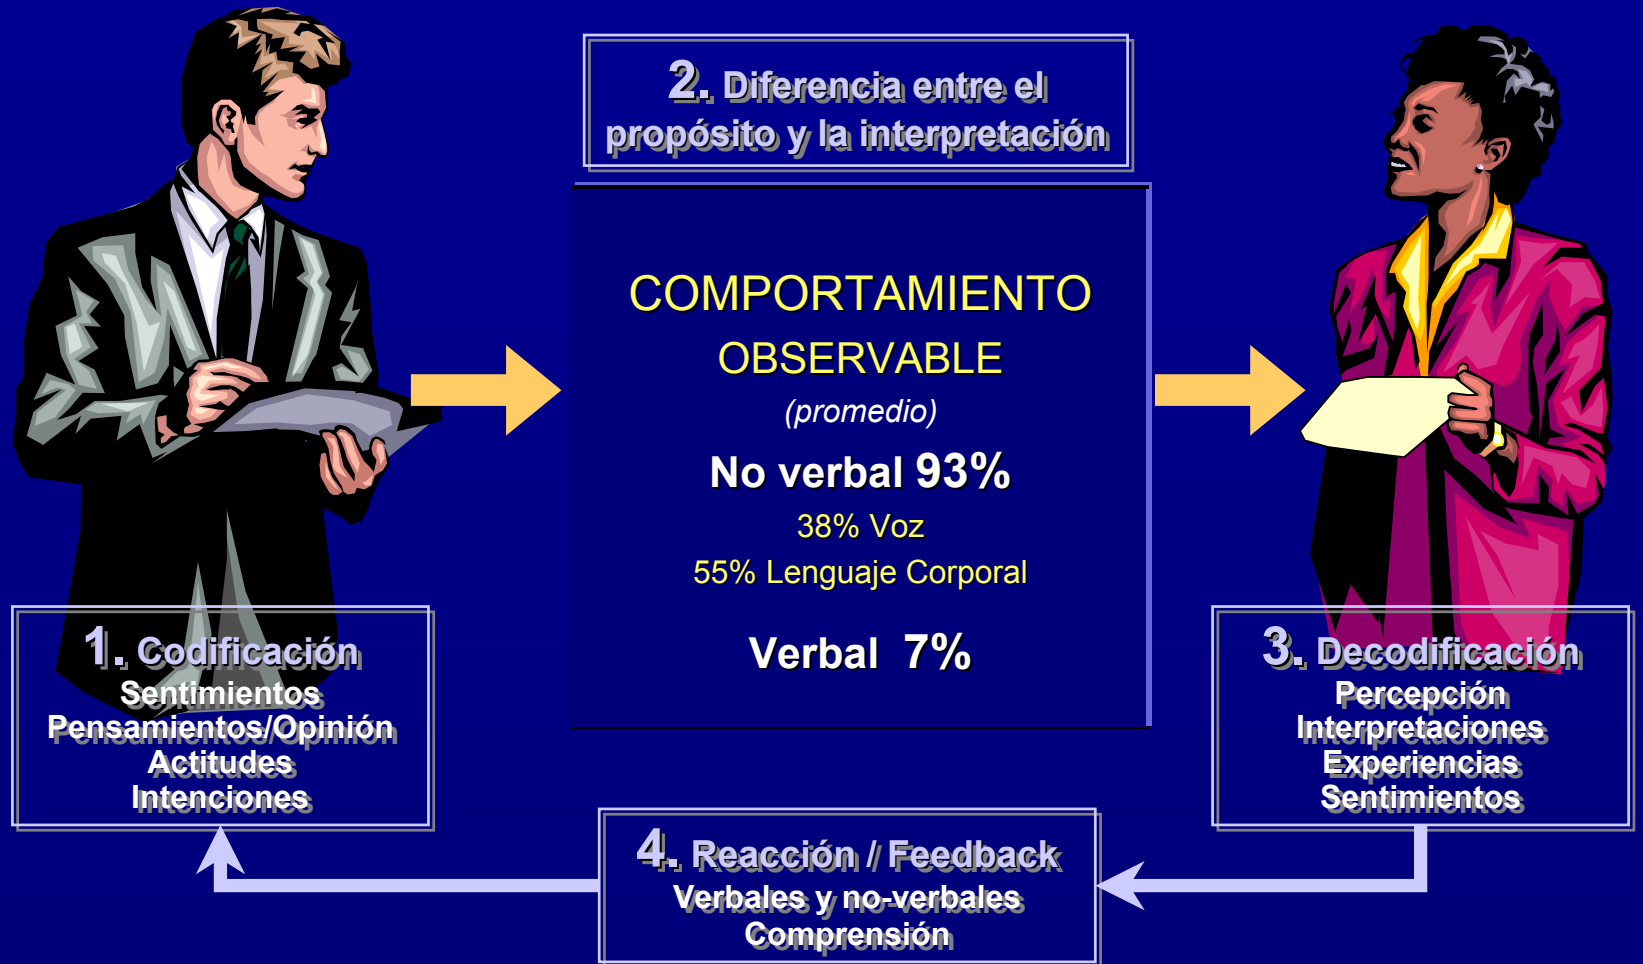 2. Diferencia entre el
propósito y la interpretación
COMPORTAMIENTO
OBSERVABLE
(promedio)
No verbal 93%
38% Voz
55% Lenguaje Corporal
Verbal 7%
1. Codificación
Sentimientos
Pensamientos/Opinión
Actitudes
Intenciones
3. Decodificación
Percepción
Interpretaciones
Experiencias
Sentimientos
4. Reacción / Feedback
Verbales y no-verbales
Comprensión